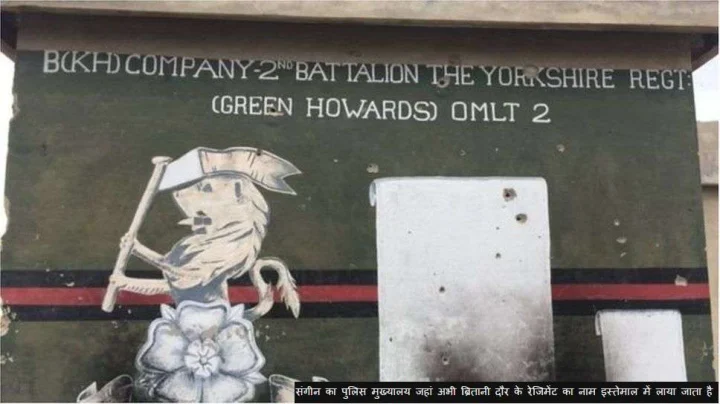 B(KH) COMPANY-2ND BATTALION THE YORKSHIRE REGT:
(GREEN HOWARDS) OMLT 2
संगीन का पुलिस मुख्यालय जहां अभी ब्रितानी दौर के रेजिमेंट का नाम इस्तेमाल में लाया जाता है